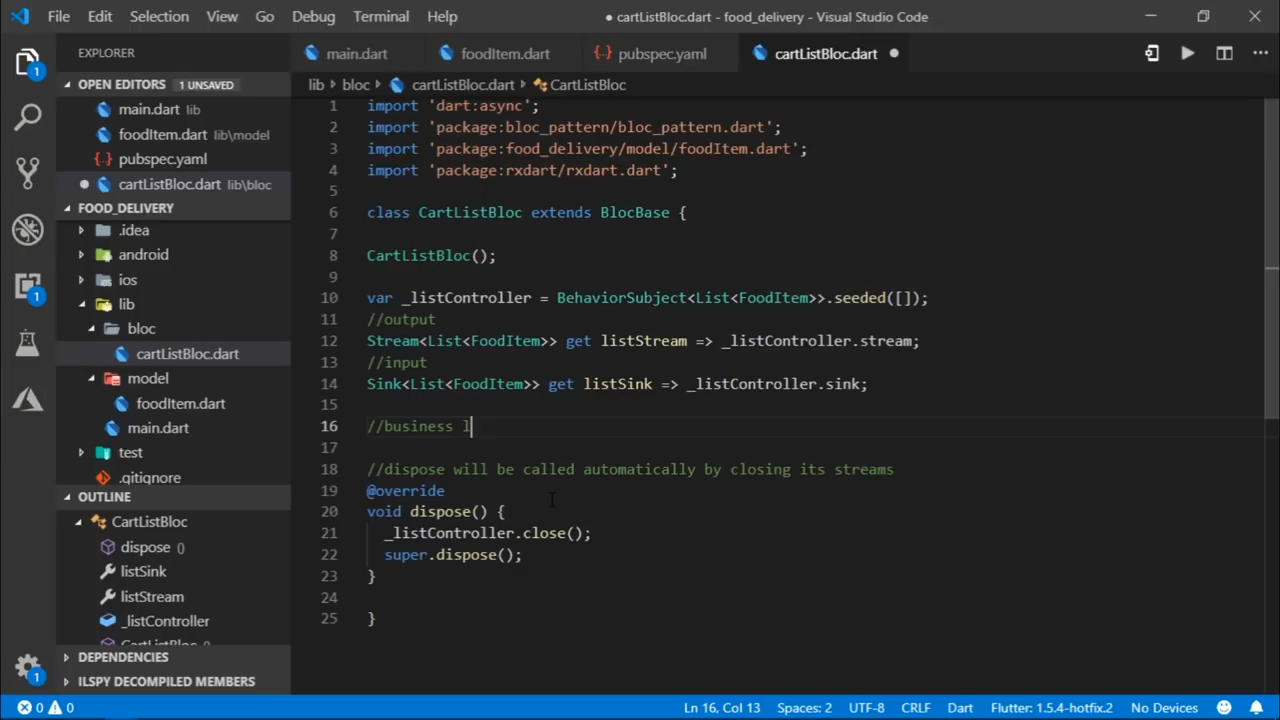 File Edit Selection View Go Debug Terminal Help
● cartListBloc.dart - food_delivery - Visual Studio Code
EXPLORER
main.dart
foodItem.dart
{·} pubspec.yaml
cartListBloc.dart ●
OPEN EDITORS 1 UNSAVED
main.dart lib
foodItem.dart lib\model
{·} pubspec.yaml
● cartListBloc.dart lib\bloc
FOOD_DELIVERY
.idea
android
ios
lib
bloc
cartListBloc.dart
model
foodItem.dart
main.dart
test
.gitignore
OUTLINE
CartListBloc
dispose ()
listSink
listStream
_listController
CartListBloc ()
DEPENDENCIES
ILSPY DECOMPILED MEMBERS
1
1
1
lib › bloc › cartListBloc.dart › CartListBloc
1 import 'dart:async';
2 import 'package:bloc_pattern/bloc_pattern.dart';
3 import 'package:food_delivery/model/foodItem.dart';
4 import 'package:rxdart/rxdart.dart';
5
6 class CartListBloc extends BlocBase {
7
8 CartListBloc();
9
10 var _listController = BehaviorSubject<List<FoodItem>>.seeded([]);
11 //output
12 Stream<List<FoodItem>> get listStream => _listController.stream;
13 //input
14 Sink<List<FoodItem>> get listSink => _listController.sink;
15
16 //business l
17
18 //dispose will be called automatically by closing its streams
19 @override
20 void dispose() {
21 _listController.close();
22 super.dispose();
23 }
24
25 }
0 0
Ln 16, Col 13 Spaces: 2 UTF-8 CRLF Dart Flutter: 1.5.4-hotfix.2 No Devices